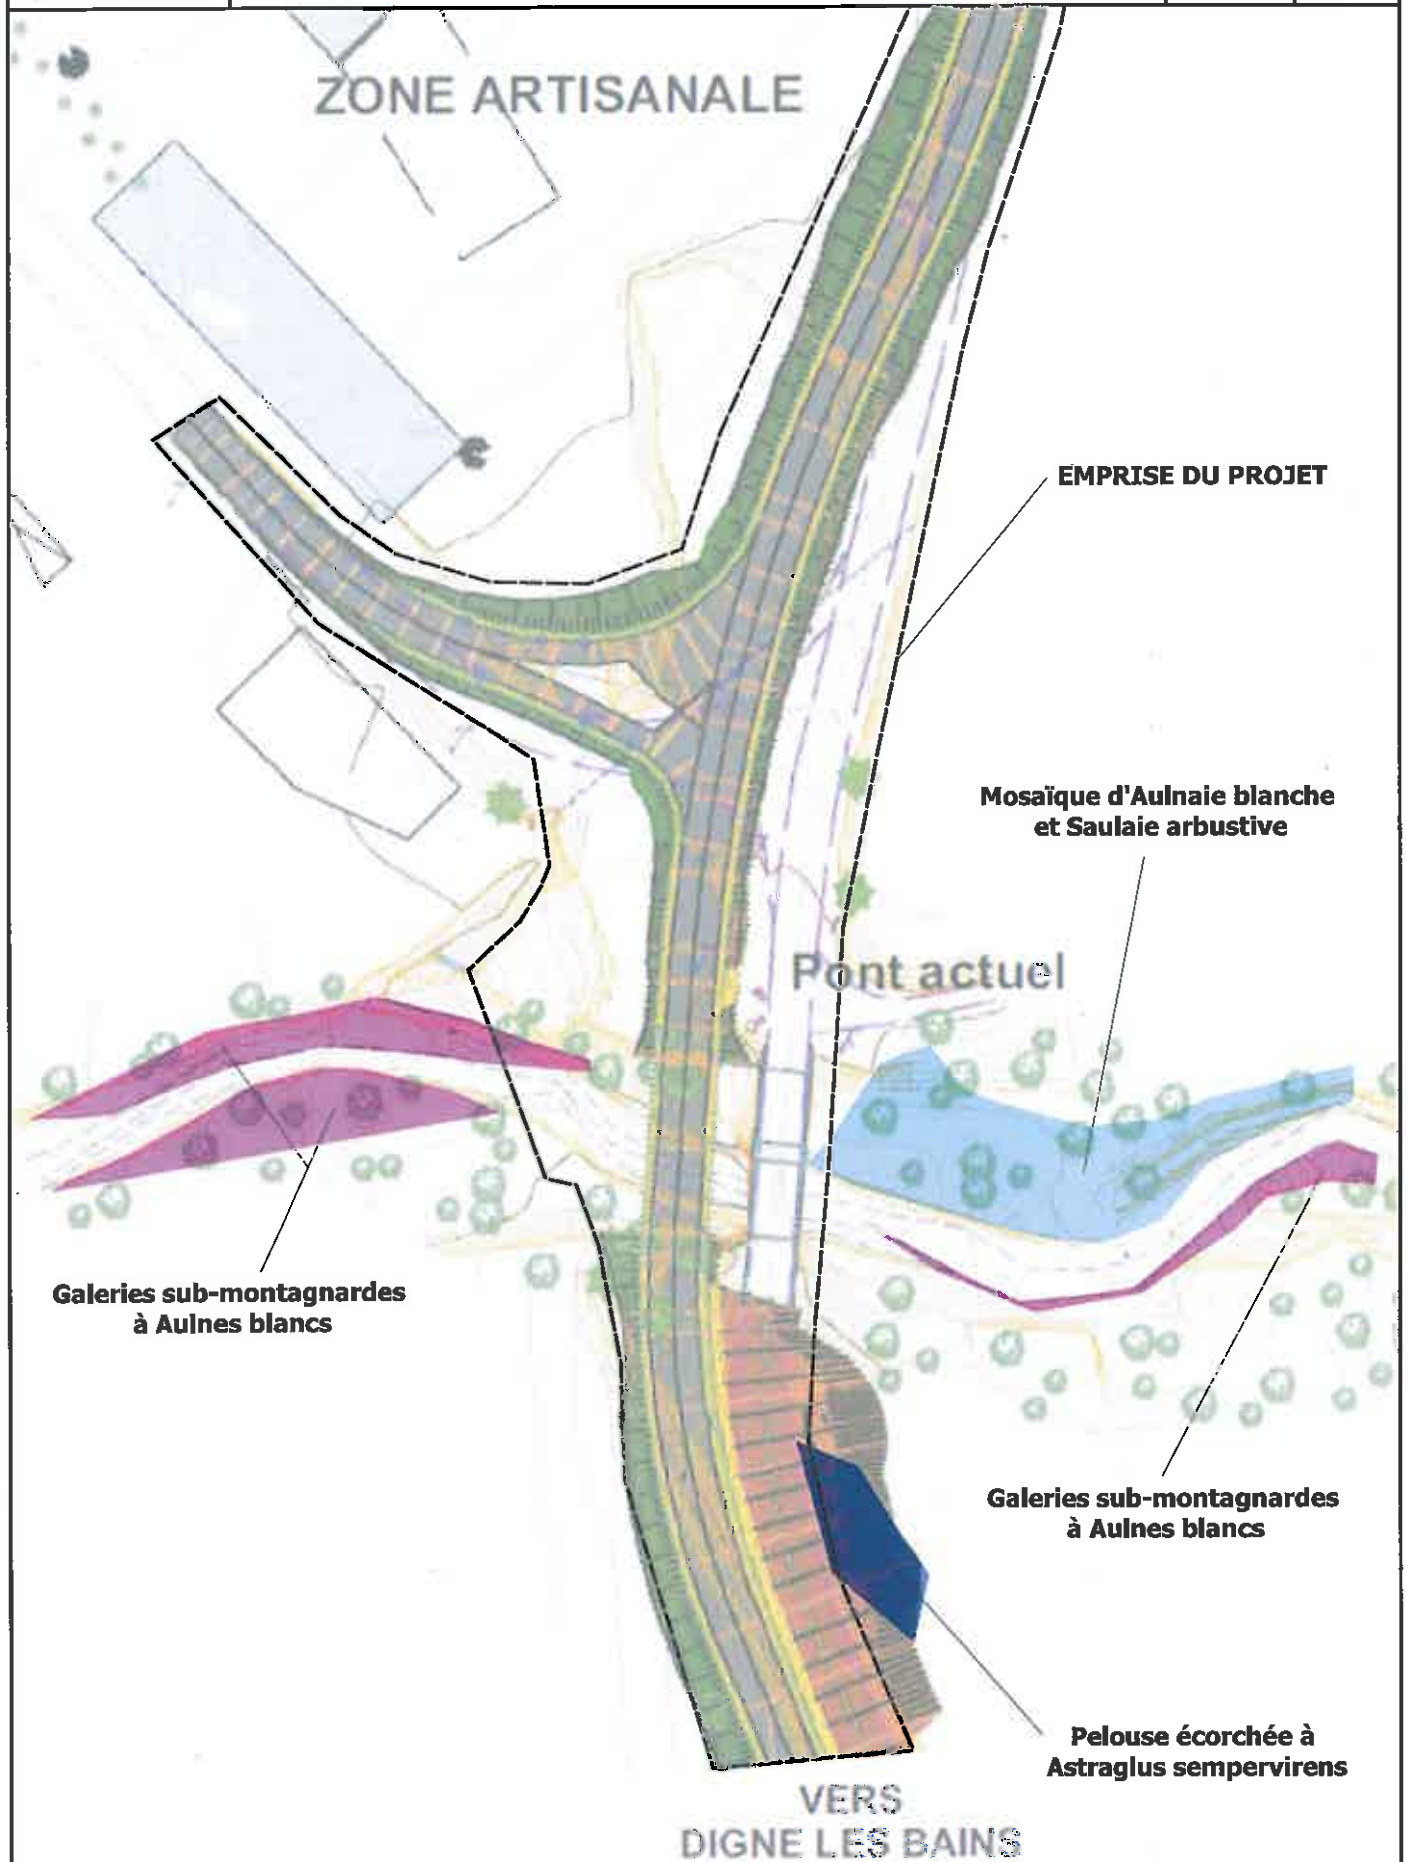 ZONE ARTISANALE
EMPRISE DU PROJET
Mosaïque d'Aulnaie blanche
et Saulaie arbustive
Pont actuel
Galeries sub-montagnardes
à Aulnes blancs
Galeries sub-montagnardes
à Aulnes blancs
Pelouse écorchée à
Astraglus sempervirens
VERS
DIGNE LES BAINS